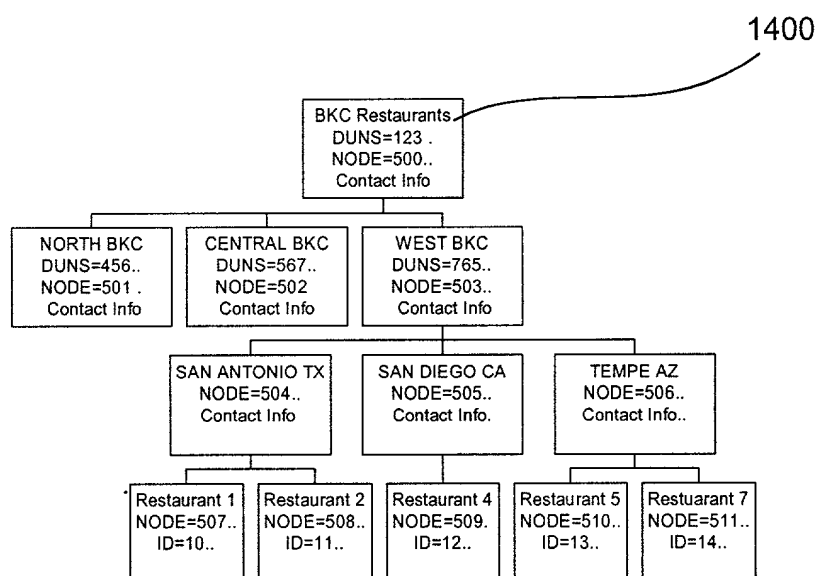 1400
BKC Restaurants
DUNS=123 .
NODE=500..
Contact Info
NORTH BKC
DUNS=456..
NODE=501 .
Contact Info
CENTRAL BKC
DUNS=567..
NODE=502
Contact Info
WEST BKC
DUNS=765..
NODE=503..
Contact Info
SAN ANTONIO TX
NODE=504..
Contact Info
SAN DIEGO CA
NODE=505..
Contact Info.
TEMPE AZ
NODE=506..
Contact Info..
Restaurant 1
NODE=507..
ID=10..
Restaurant 2
NODE=508..
ID=11..
Restaurant 4
NODE=509.
ID=12..
Restaurant 5
NODE=510..
ID=13..
Restuarant 7
NODE=511..
ID=14..